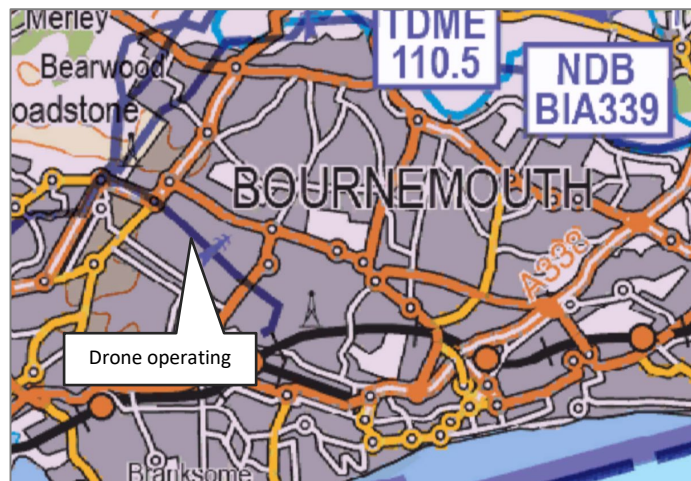 Merley
TDME
110.5
NDB
BIA339
Bearwood
oadstone
BOURNEMOUTH
A338
Drone operating
Branksome